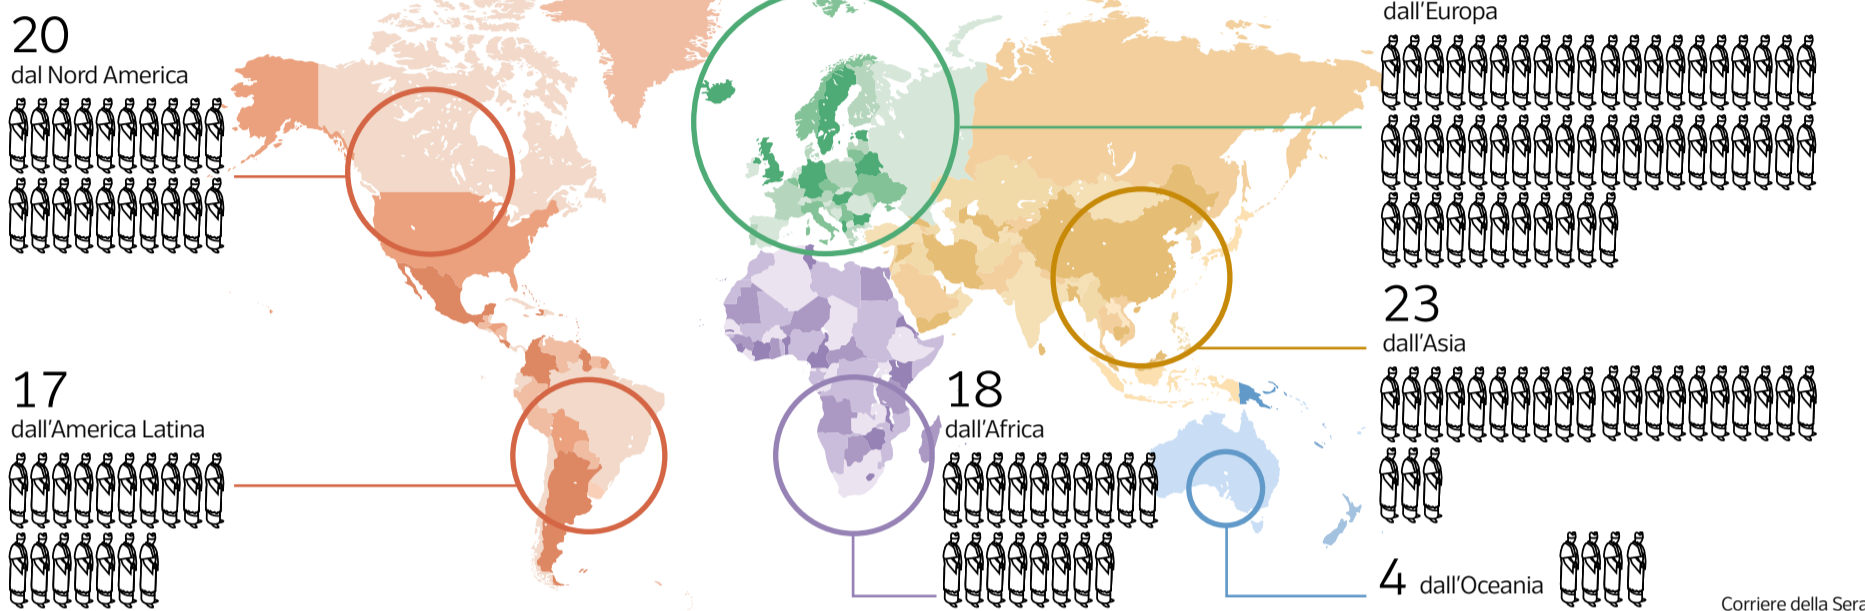 20
dal Nord America
17
dall'America Latina
18
dall'Africa
dall'Europa
23
dall'Asia
4 dall'Oceania
Corriere della Sera